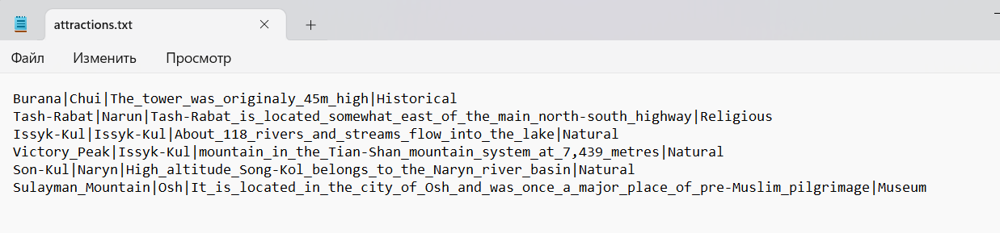 attractions.txt
Файл Изменить Просмотр
Burana|Chui|The_tower_was_originaly_45m_high|Historical
Tash-Rabat|Narun|Tash-Rabat_is_located_somewhat_east_of_the_main_north-south_highway|Religious
Issyk-Kul|Issyk-Kul|About_118_rivers_and_streams_flow_into_the_lake|Natural
Victory_Peak|Issyk-Kul|mountain_in_the_Tian-Shan_mountain_system_at_7,439_metres|Natural
Son-Kul|Naryn|High_altitude_Song-Kol_belongs_to_the_Naryn_river_basin|Natural
Sulayman_Mountain|Osh|It_is_located_in_the_city_of_Osh_and_was_once_a_major_place_of_pre-Muslim_pilgrimage|Museum